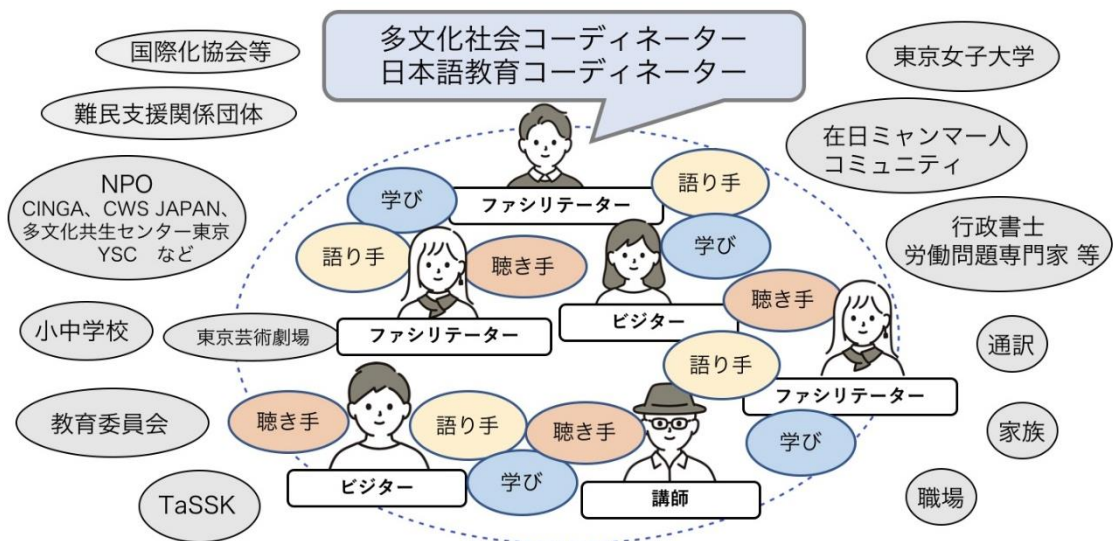 多文化社会コーディネーター
日本語教育コーディネーター
国際化協会等
難民支援関係団体
NPO
CINGA、CWS JAPAN、
多文化共生センター東京
YSC など
小中学校
東京芸術劇場
教育委員会
TaSSK
東京女子大学
在日ミャンマー人
コミュニティ
行政書士
労働問題専門家 等
通訳
家族
職場
学び
ファシリテーター
語り手
語り手
聴き手
学び
ファシリテーター
ビジター
聴き手
語り手
ファシリテーター
聴き手
語り手
聴き手
学び
ビジター
学び
講師